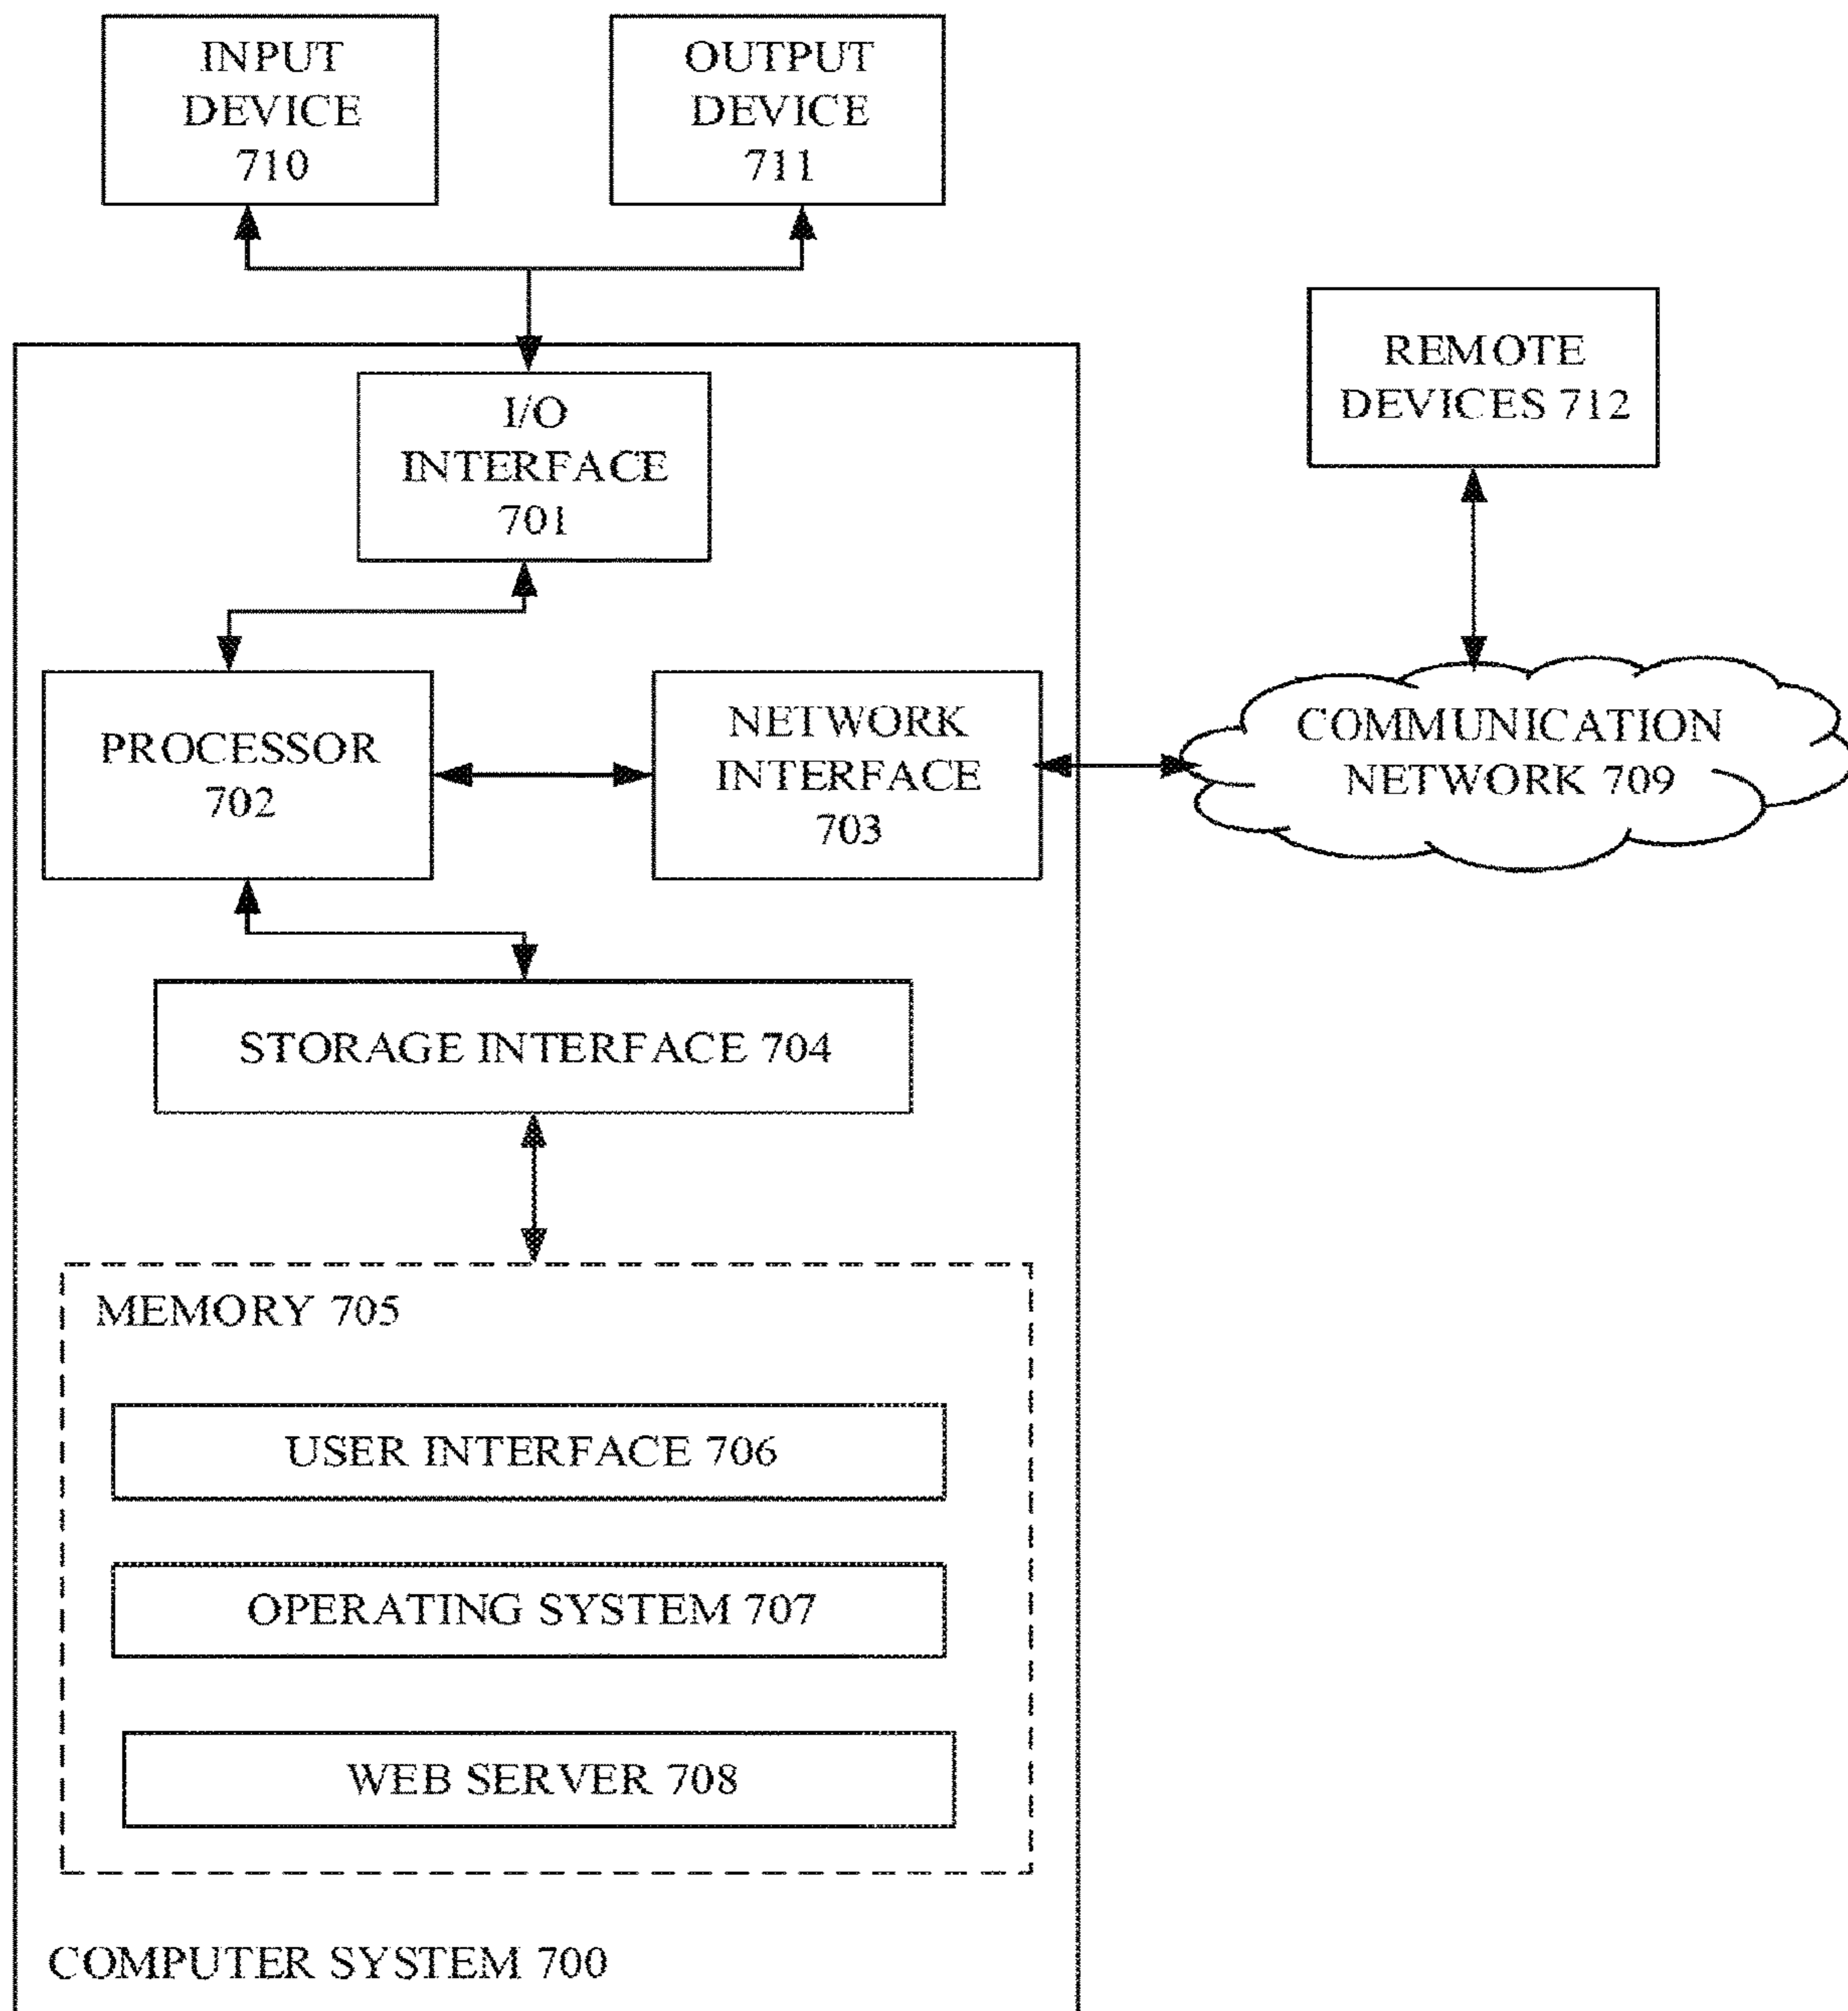 INPUT
DEVICE
710
OUTPUT
DEVICE
711
I/O
INTERFACE
701
REMOTE
DEVICES 712
PROCESSOR
702
NETWORK
INTERFACE
703
COMMUNICATION
NETWORK 709
STORAGE INTERFACE 704
MEMORY 705
USER INTERFACE 706
OPERATING SYSTEM 707
WEB SERVER 708
COMPUTER SYSTEM 700